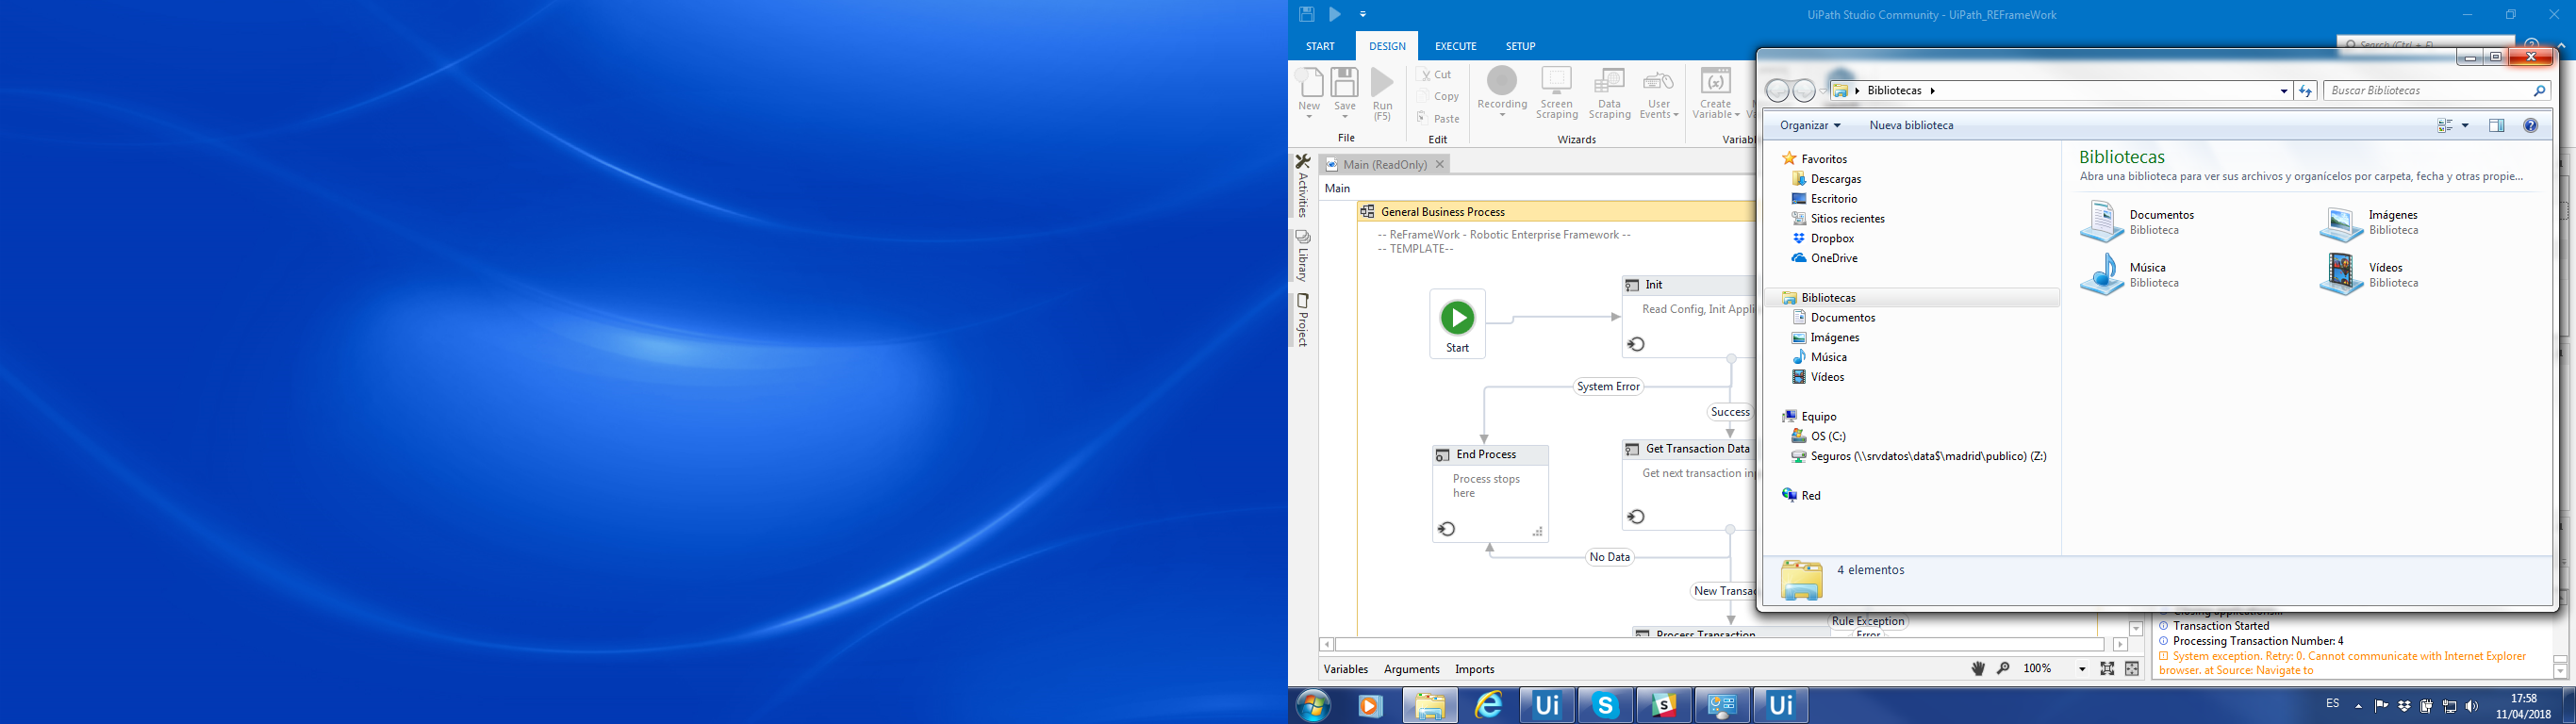 UiPath Studio Community - UiPath_REFrameWork
START DESIGN EXECUTE SETUP
Search (Ctrl + F)
New Save Run (F5)
Cut
Copy
Paste
Recording Screen Scraping Data Scraping User Events Create Variable
File Edit Wizards
Main (ReadOnly)
Main
Activities
Library
Project
General Business Process
-- ReFrameWork - Robotic Enterprise Framework --
-- TEMPLATE--
Start
Init
Read Config, Init Appli
System Error
Success
End Process
Process stops
here
Get Transaction Data
Get next transaction inp
No Data
New Transac
Process Transaction
Rule Exception
Error
Variables Arguments Imports
100%
Bibliotecas
Buscar Bibliotecas
Organizar Nueva biblioteca
Favoritos
Descargas
Escritorio
Sitios recientes
Dropbox
OneDrive
Bibliotecas
Documentos
Imágenes
Música
Vídeos
Equipo
OS (C:)
Seguros (\\srvdatos\data$\madrid\publico) (Z:)
Red
Bibliotecas
Abra una biblioteca para ver sus archivos y organícelos por carpeta, fecha y otras propie...
Documentos
Biblioteca
Imágenes
Biblioteca
Música
Biblioteca
Vídeos
Biblioteca
4 elementos
Closing applications...
Transaction Started
Processing Transaction Number: 4
System exception. Retry: 0. Cannot communicate with Internet Explorer
browser. at Source: Navigate to
ES
17:58
11/04/2018